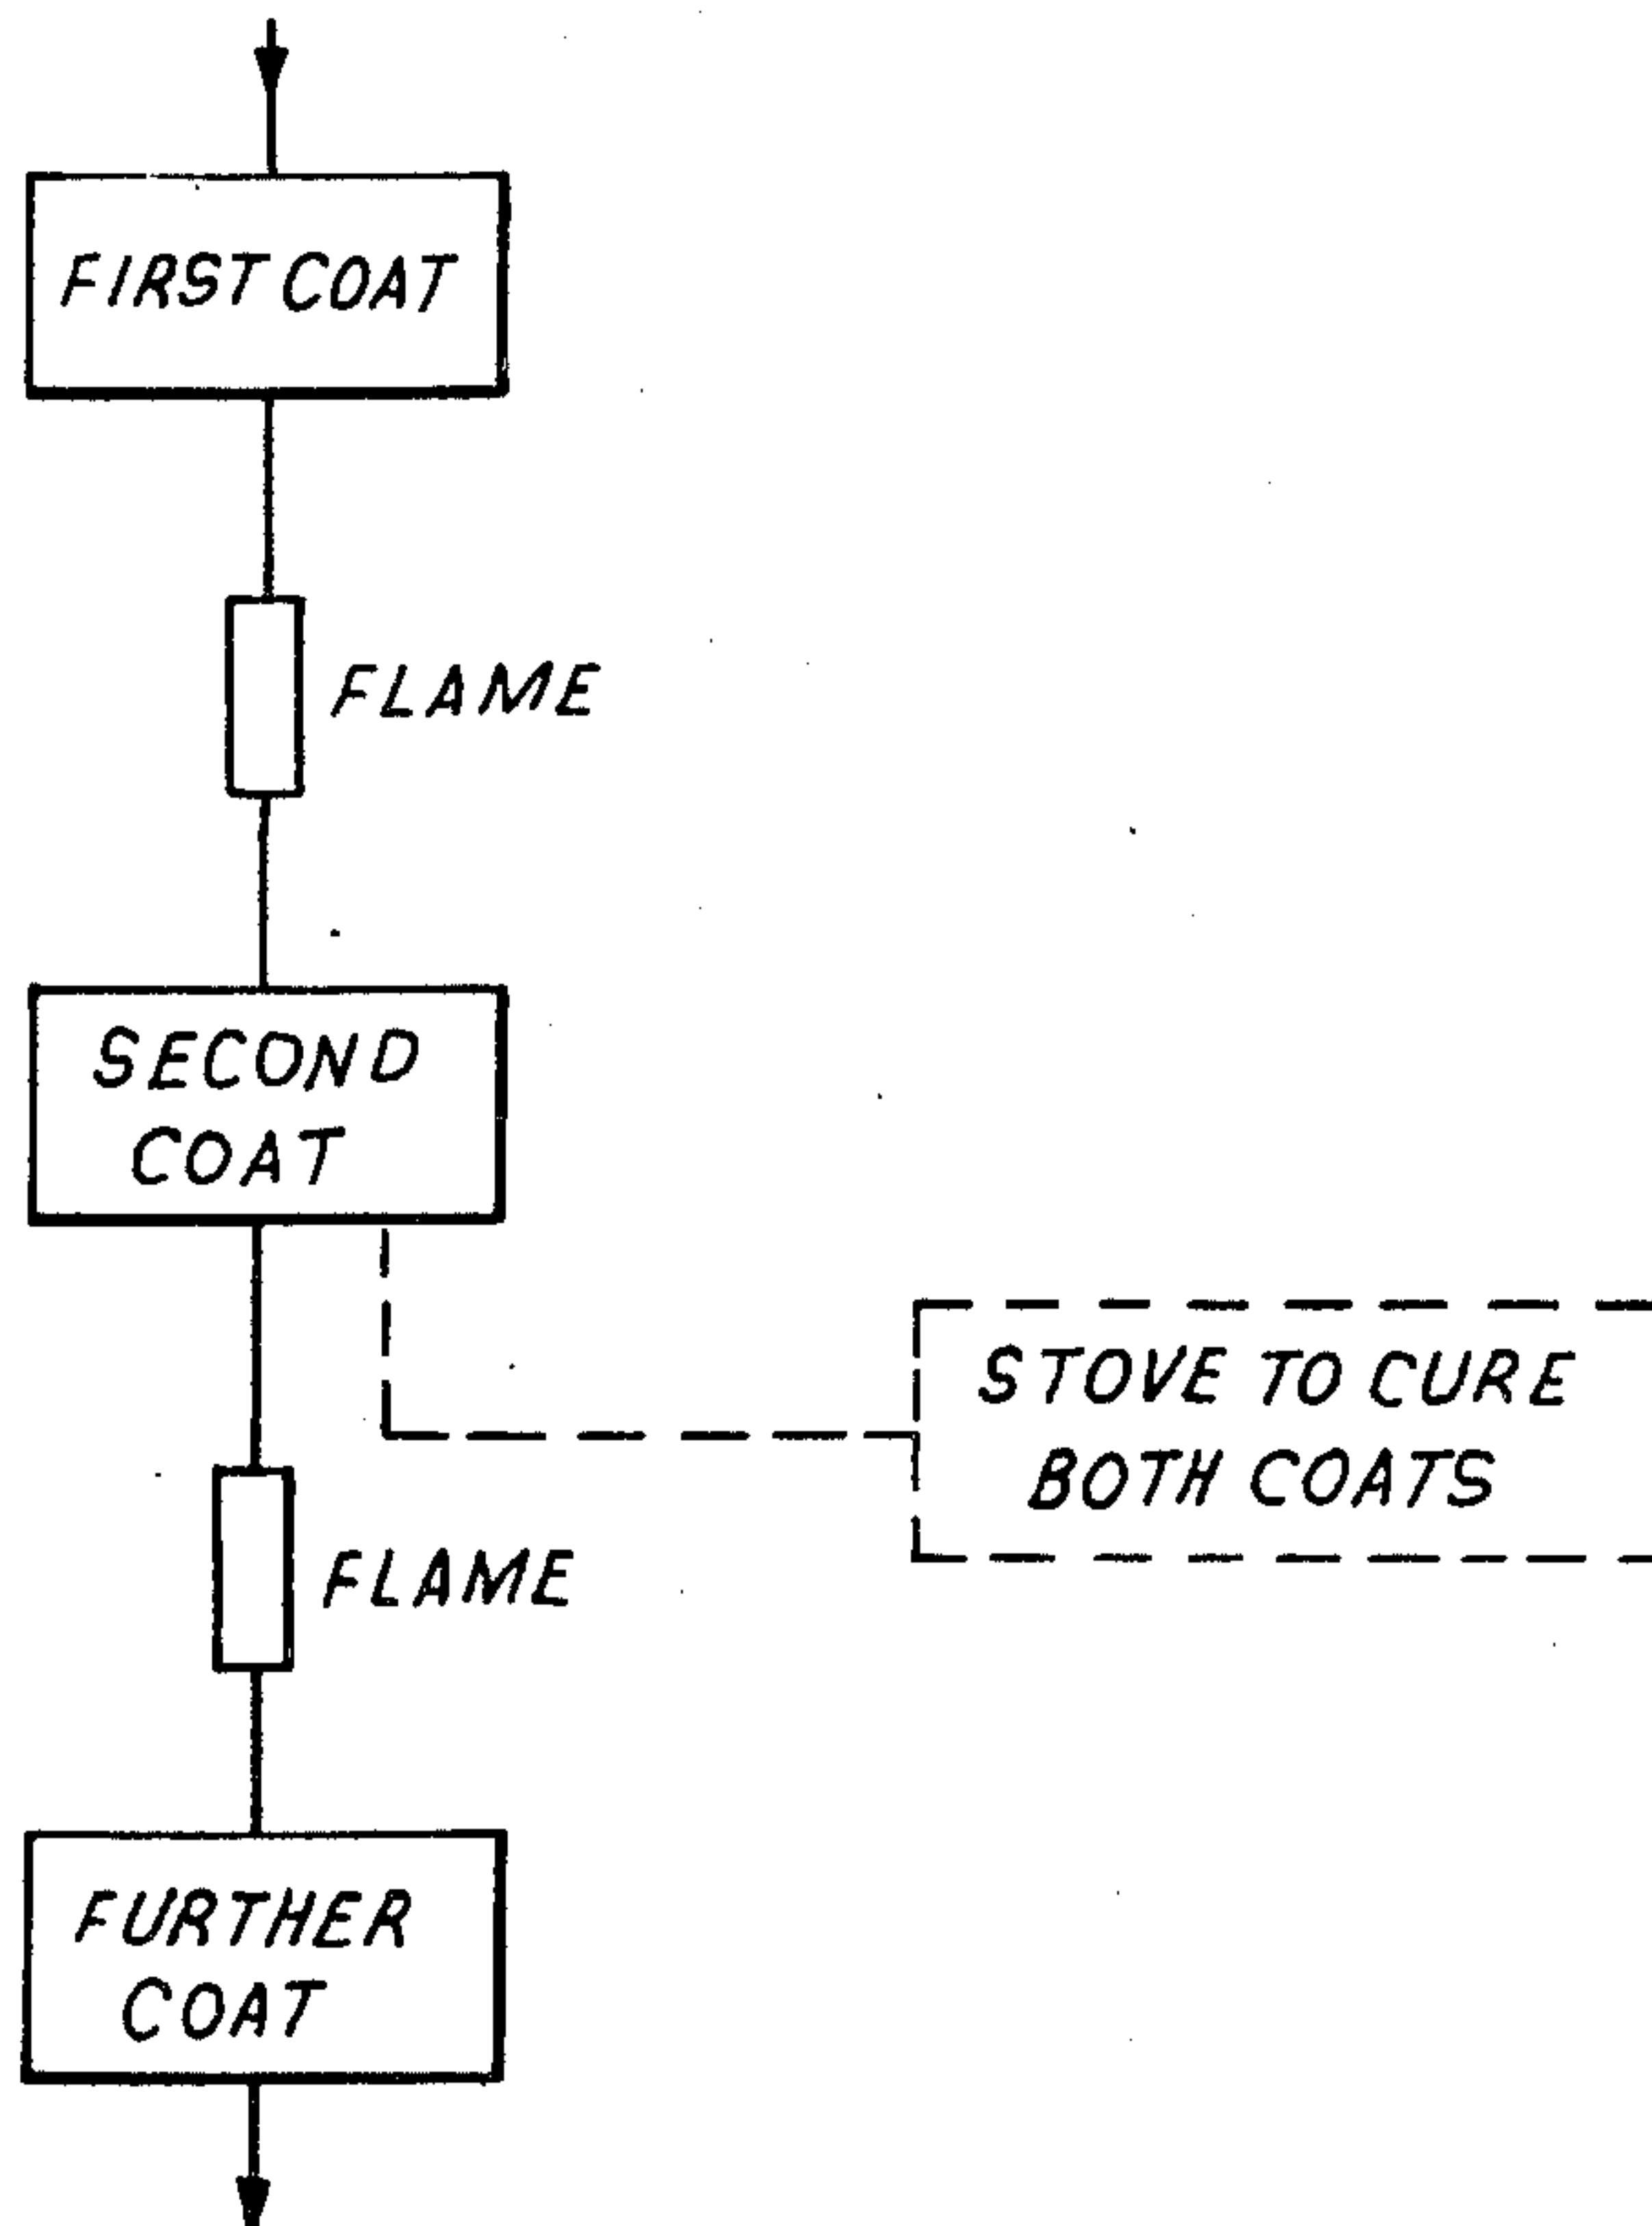 FIRST COAT
FLAME
SECOND
COAT
STOVE TO CURE
BOTH COATS
FLAME
FURTHER
COAT